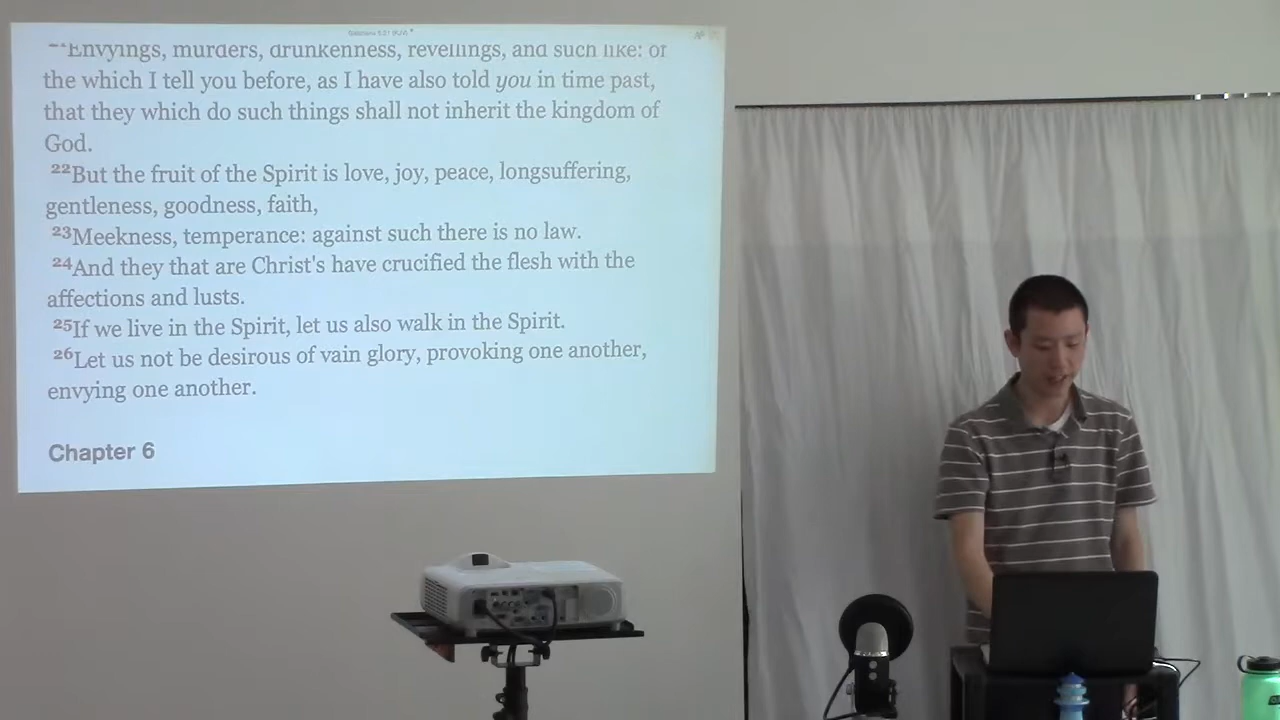 Galatians 5:21 (KJV)
21Envyings, murders, drunkenness, revellings, and such like: of
the which I tell you before, as I have also told you in time past,
that they which do such things shall not inherit the kingdom of
God.
22But the fruit of the Spirit is love, joy, peace, longsuffering,
gentleness, goodness, faith,
23Meekness, temperance: against such there is no law.
24And they that are Christ's have crucified the flesh with the
affections and lusts.
25If we live in the Spirit, let us also walk in the Spirit.
26Let us not be desirous of vain glory, provoking one another,
envying one another.
Chapter 6